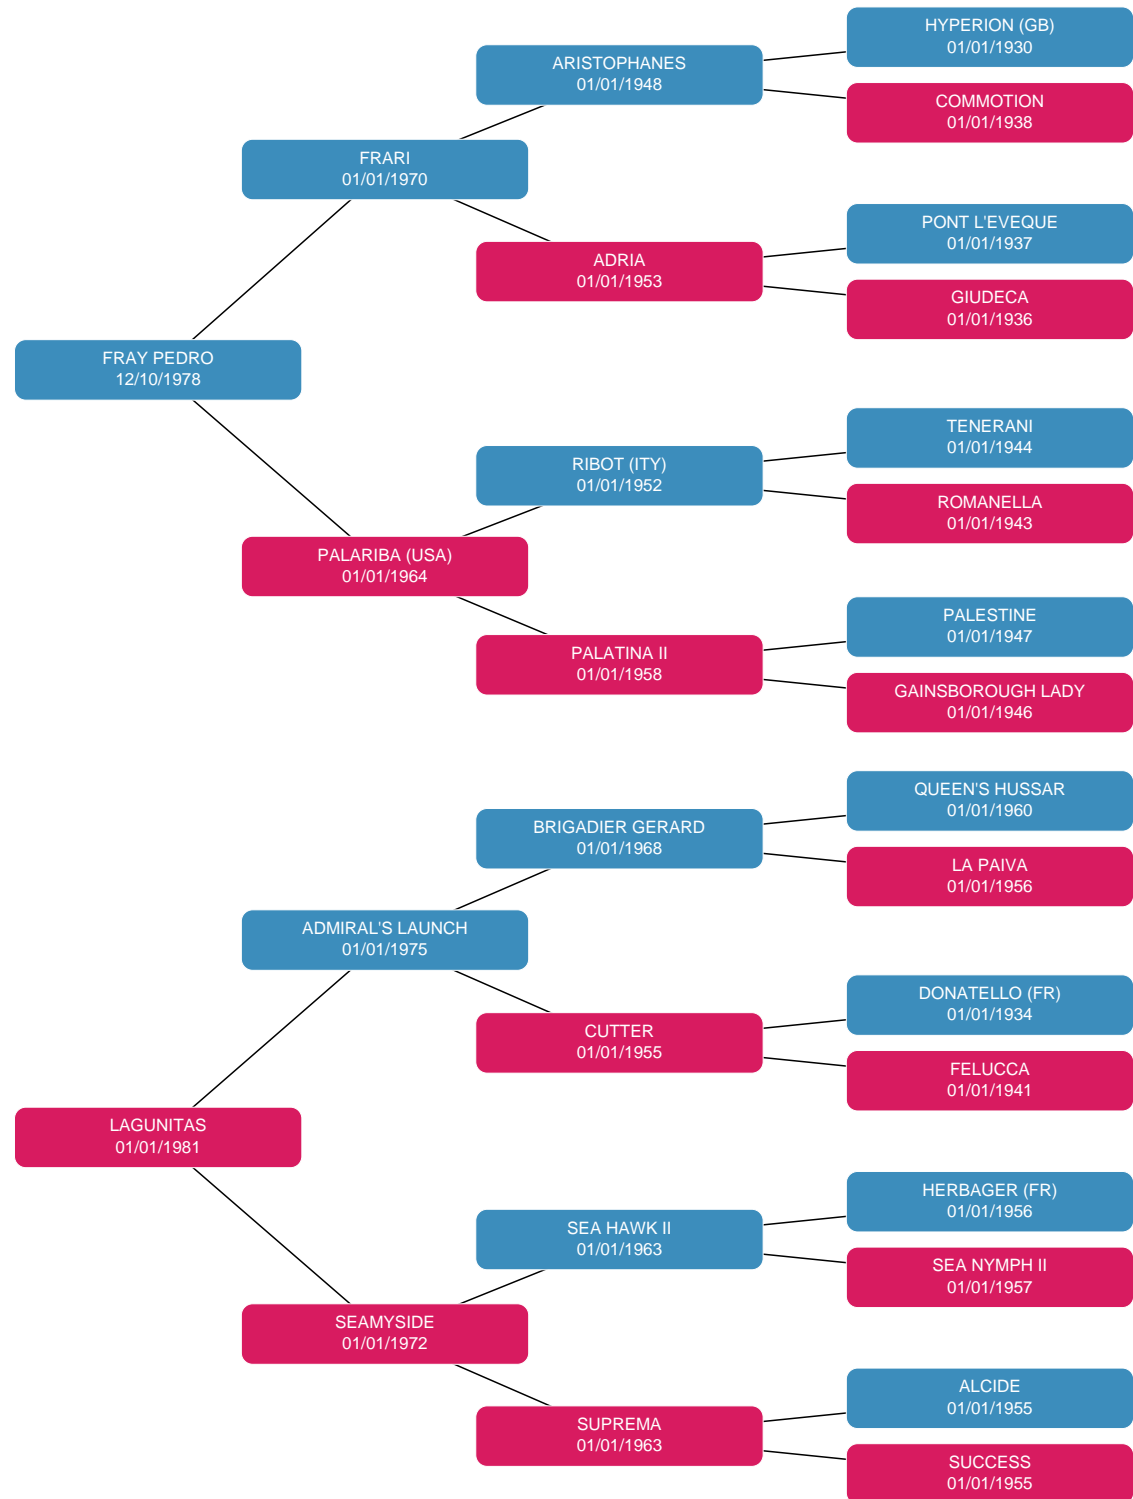 HYPERION (GB)
01/01/1930
ARISTOPHANES
01/01/1948
COMMOTION
01/01/1938
FRARI
01/01/1970
PONT L'EVEQUE
01/01/1937
ADRIA
01/01/1953
GIUDECA
01/01/1936
FRAY PEDRO
12/10/1978
TENERANI
01/01/1944
RIBOT (ITY)
01/01/1952
ROMANELLA
01/01/1943
PALARIBA (USA)
01/01/1964
PALESTINE
01/01/1947
PALATINA II
01/01/1958
GAINSBOROUGH LADY
01/01/1946
QUEEN'S HUSSAR
01/01/1960
BRIGADIER GERARD
01/01/1968
LA PAIVA
01/01/1956
ADMIRAL'S LAUNCH
01/01/1975
DONATELLO (FR)
01/01/1934
CUTTER
01/01/1955
FELUCCA
01/01/1941
LAGUNITAS
01/01/1981
HERBAGER (FR)
01/01/1956
SEA HAWK II
01/01/1963
SEA NYMPH II
01/01/1957
SEAMYSIDE
01/01/1972
ALCIDE
01/01/1955
SUPREMA
01/01/1963
SUCCESS
01/01/1955